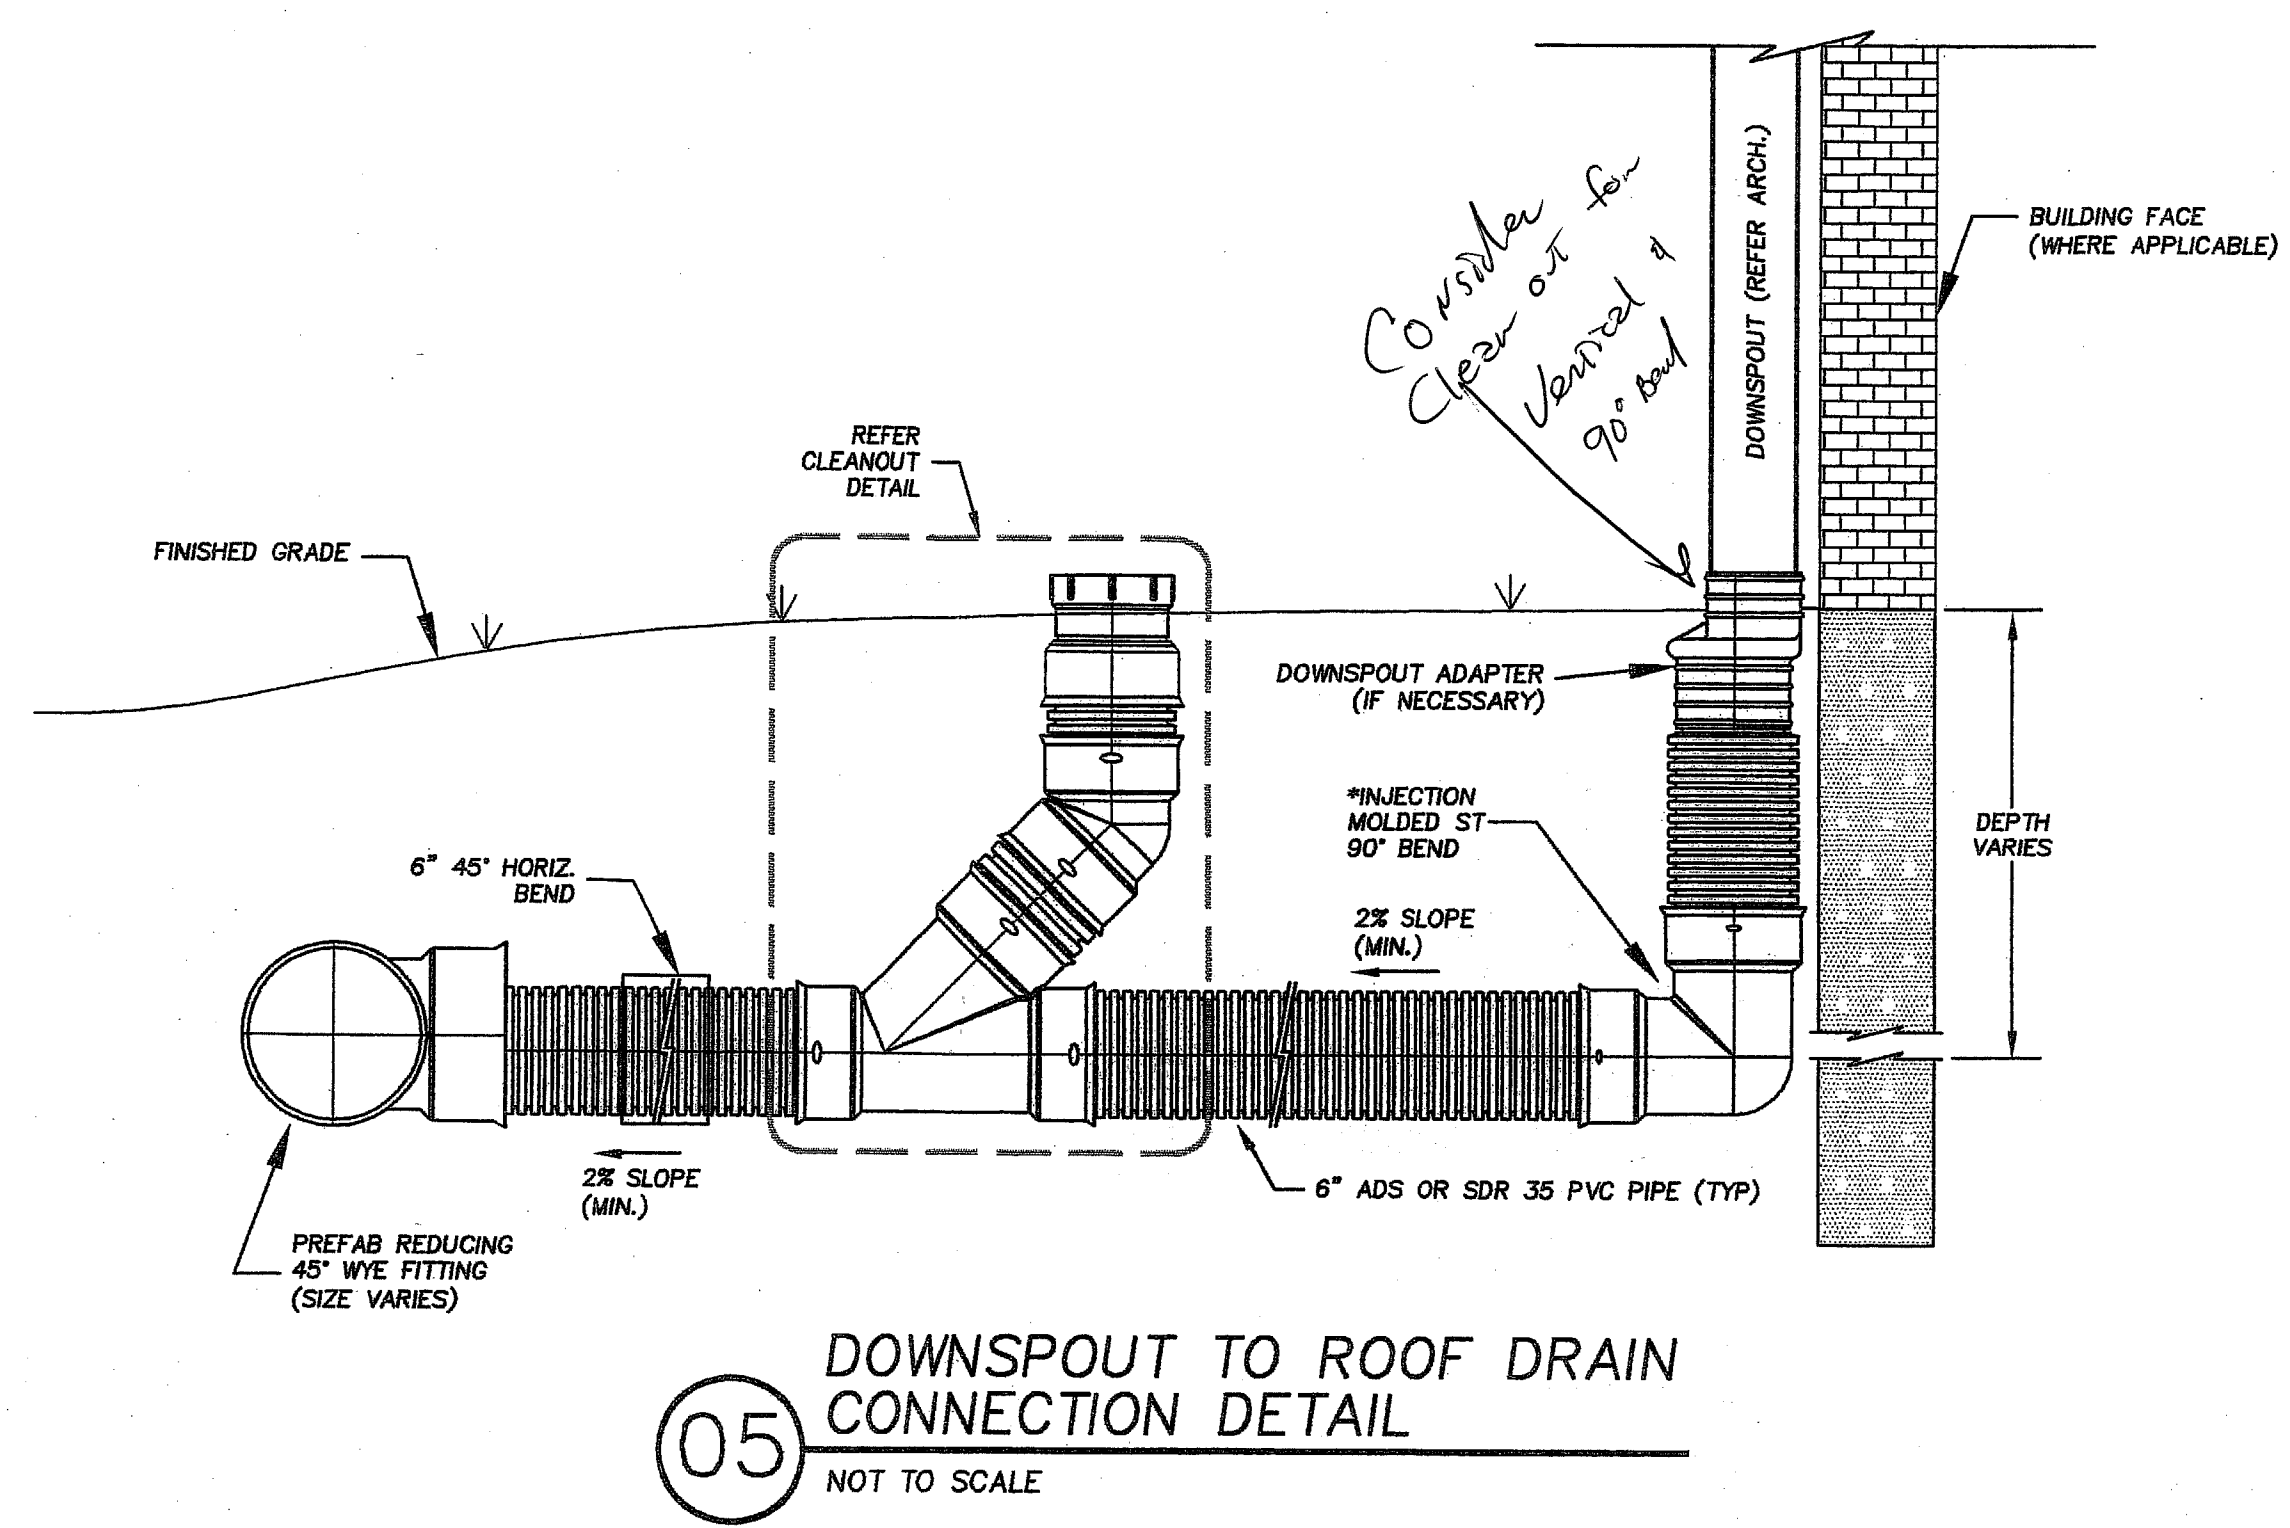 DOWNSPOUT (REFER ARCH.)
BUILDING FACE
(WHERE APPLICABLE)
Consider
Clean out for
Vertical &
90° Bend
REFER
CLEANOUT
DETAIL
FINISHED GRADE
DOWNSPOUT ADAPTER
(IF NECESSARY)
*INJECTION
MOLDED ST
90° BEND
DEPTH
VARIES
6" 45° HORIZ.
BEND
2% SLOPE
(MIN.)
2% SLOPE
(MIN.)
6" ADS OR SDR 35 PVC PIPE (TYP)
PREFAB REDUCING
45° WYE FITTING
(SIZE VARIES)
05
DOWNSPOUT TO ROOF DRAIN
CONNECTION DETAIL
NOT TO SCALE